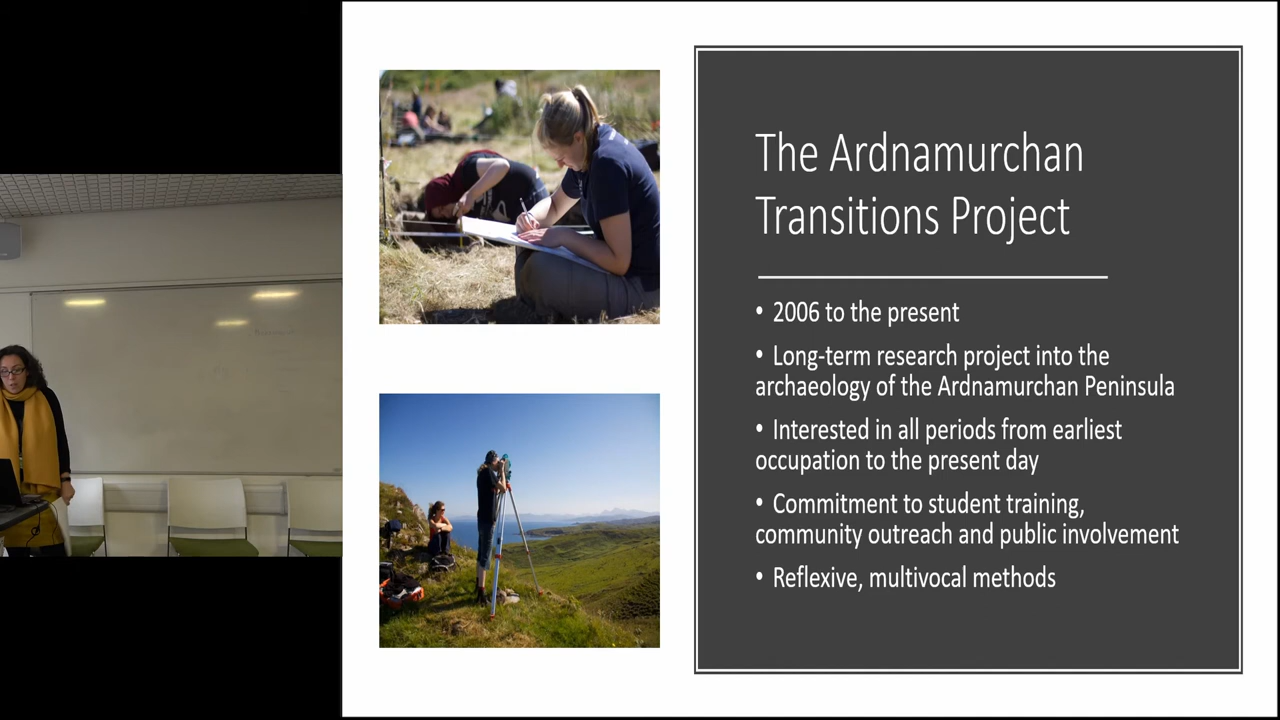 The Ardnamurchan
Transitions Project
• 2006 to the present
• Long-term research project into the
archaeology of the Ardnamurchan Peninsula
• Interested in all periods from earliest
occupation to the present day
• Commitment to student training,
community outreach and public involvement
• Reflexive, multivocal methods